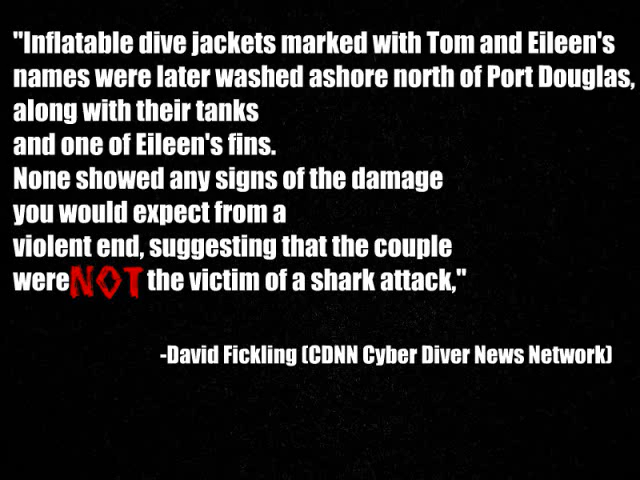 "Inflatable dive jackets marked with Tom and Eileen's
names were later washed ashore north of Port Douglas,
along with their tanks
and one of Eileen's fins.
None showed any signs of the damage
you would expect from a
violent end, suggesting that the couple
were NOT the victim of a shark attack,"
-David Fickling (CDNN Cyber Diver News Network)